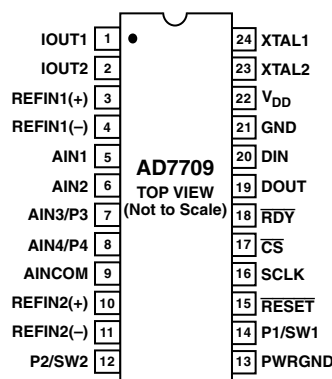 IOUT1 1 24 XTAL1
IOUT2 2 23 XTAL2
REFIN1(+) 3 22 VDD
REFIN1(–) 4 21 GND
AIN1 5 20 DIN
AD7709
AIN2 6 19 DOUT
TOP VIEW
AIN3/P3 7 (Not to Scale) 18 RDY
AIN4/P4 8 17 CS
AINCOM 9 16 SCLK
REFIN2(+) 10 15 RESET
REFIN2(–) 11 14 P1/SW1
P2/SW2 12 13 PWRGND